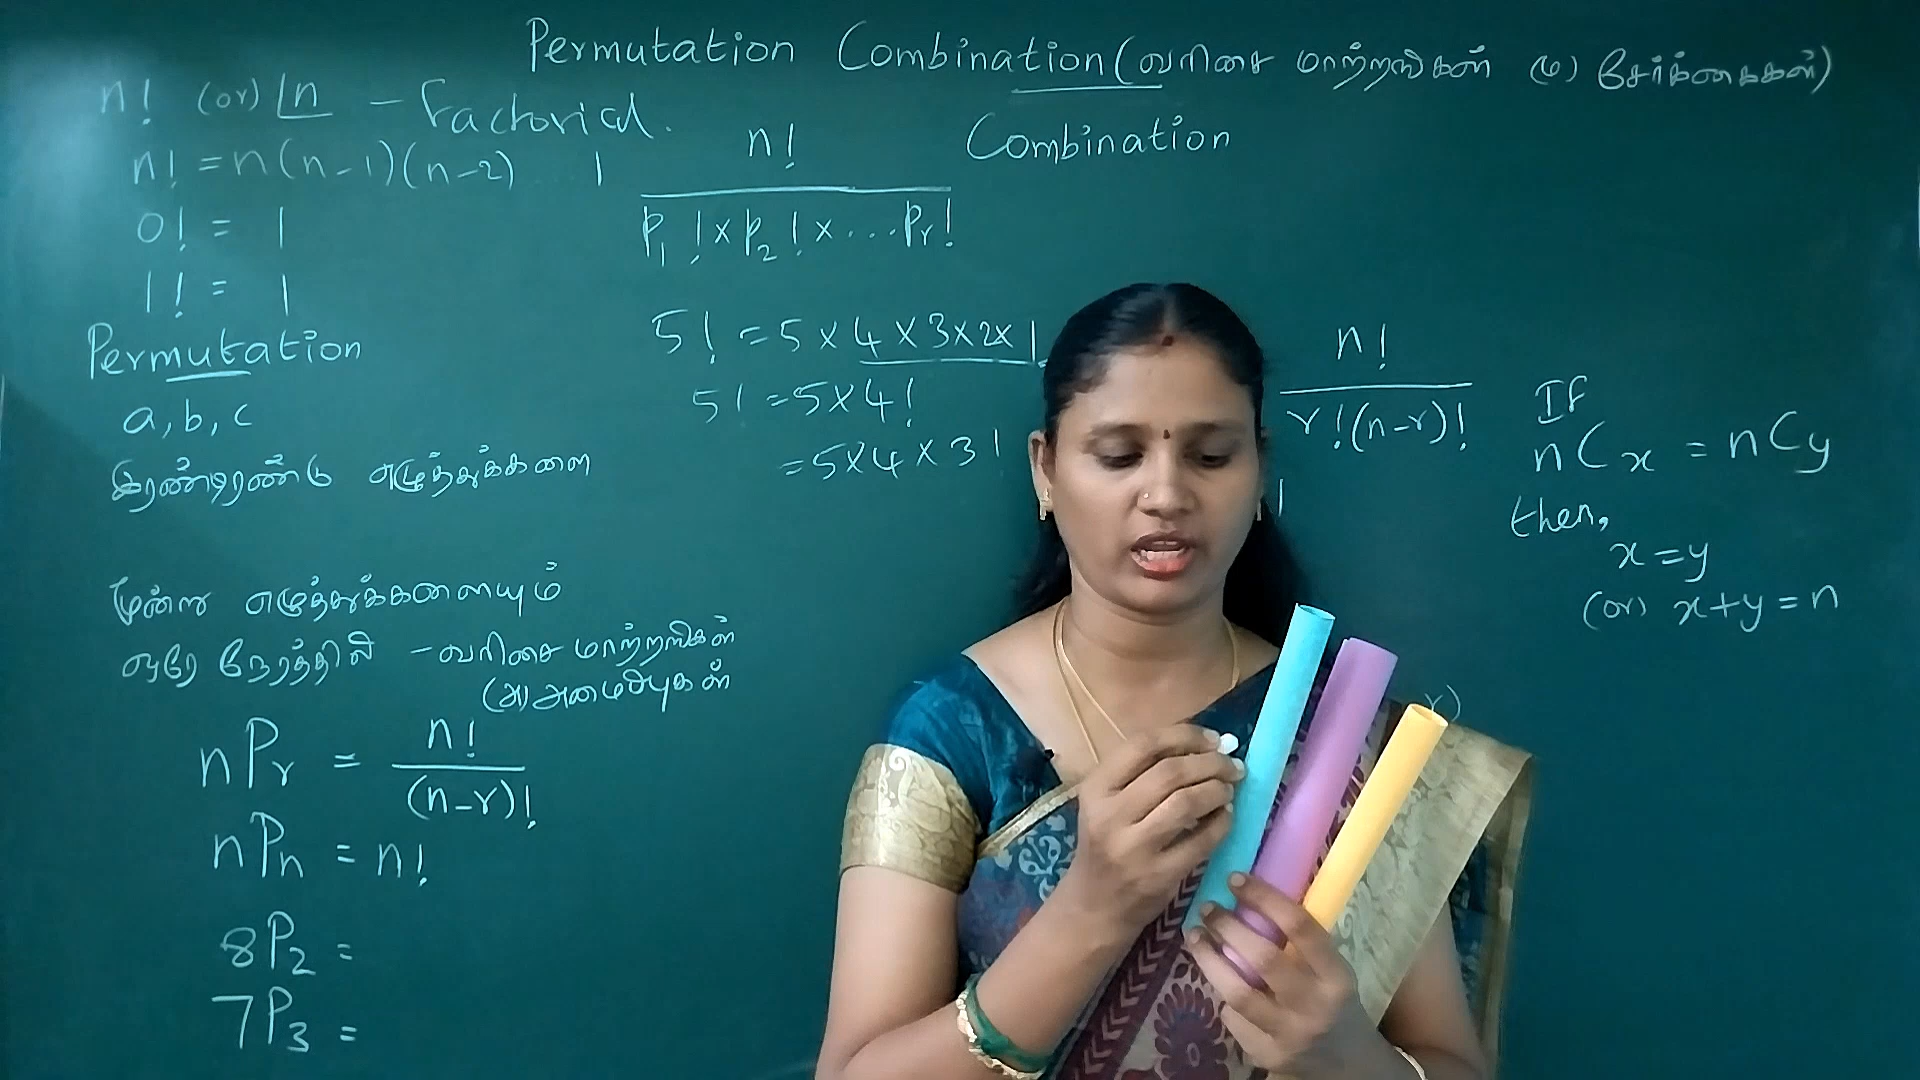 Permutation Combination (வரிசை மாற்றங்கள் (ம) சேர்க்கைகள்)
n! (or) ⌊n - Factorial.
n! = n(n-1)(n-2) ... 1
0! = 1
1! = 1
Permutation
a, b, c
இரண்டிரண்டு எழுத்துக்களை
மூன்று எழுத்துக்களையும்
ஒரே நேரத்தில் - வரிசை மாற்றங்கள்
(அ) அமைப்புகள்
nPr = n! / (n-r)!
nPn = n!
8P2 =
7P3 =
n!
P1! x P2! x ... Pr!
5! = 5 x 4 x 3 x 2 x 1
5! = 5 x 4!
= 5 x 4 x 3!
Combination
n!
r!(n-r)!
1
r)
If
nCx = nCy
then,
x = y
(or) x+y = n